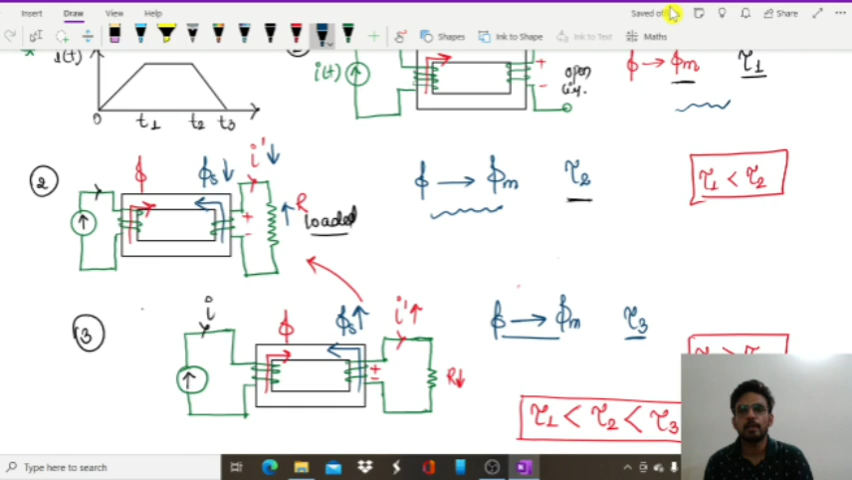 Insert Draw View Help Saved of Share
Shapes Ink to Shape Ink to Text Maths
i(t)
0 t1 t2 t3
i(t) + - open
ϕ → ϕm τ1
2 ϕ ϕs↓ i'↓
+ - ↑R loaded
ϕ → ϕm τ2
τ1 < τ2
3 i ϕ ϕs↑ i'↑
+ - R↓
ϕ → ϕm τ3
τ1 < τ2 < τ3
Type here to search